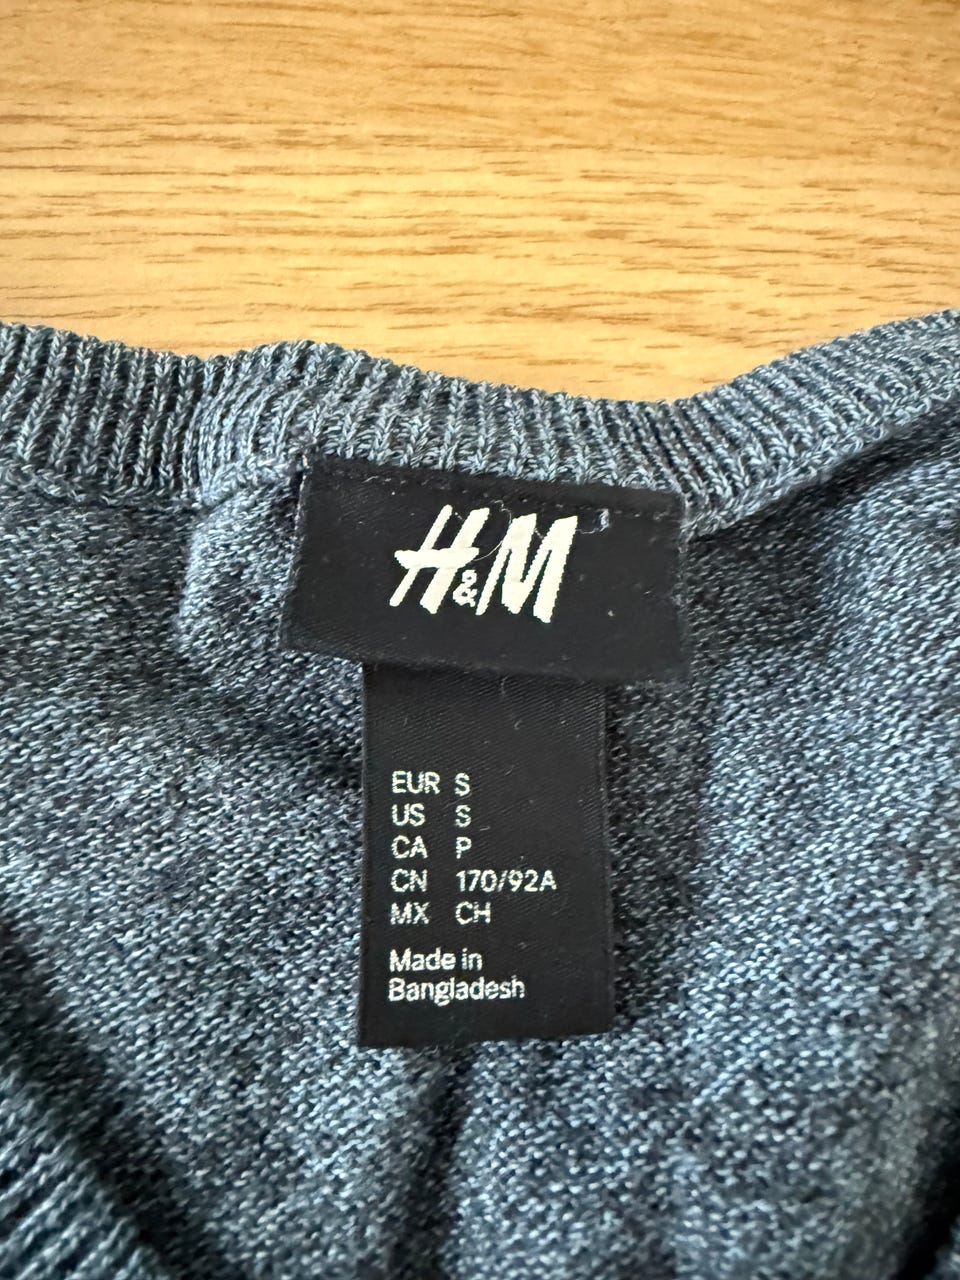 H&M
EUR S
US S
CA P
CN 170/92A
MX CH
Made in
Bangladesh